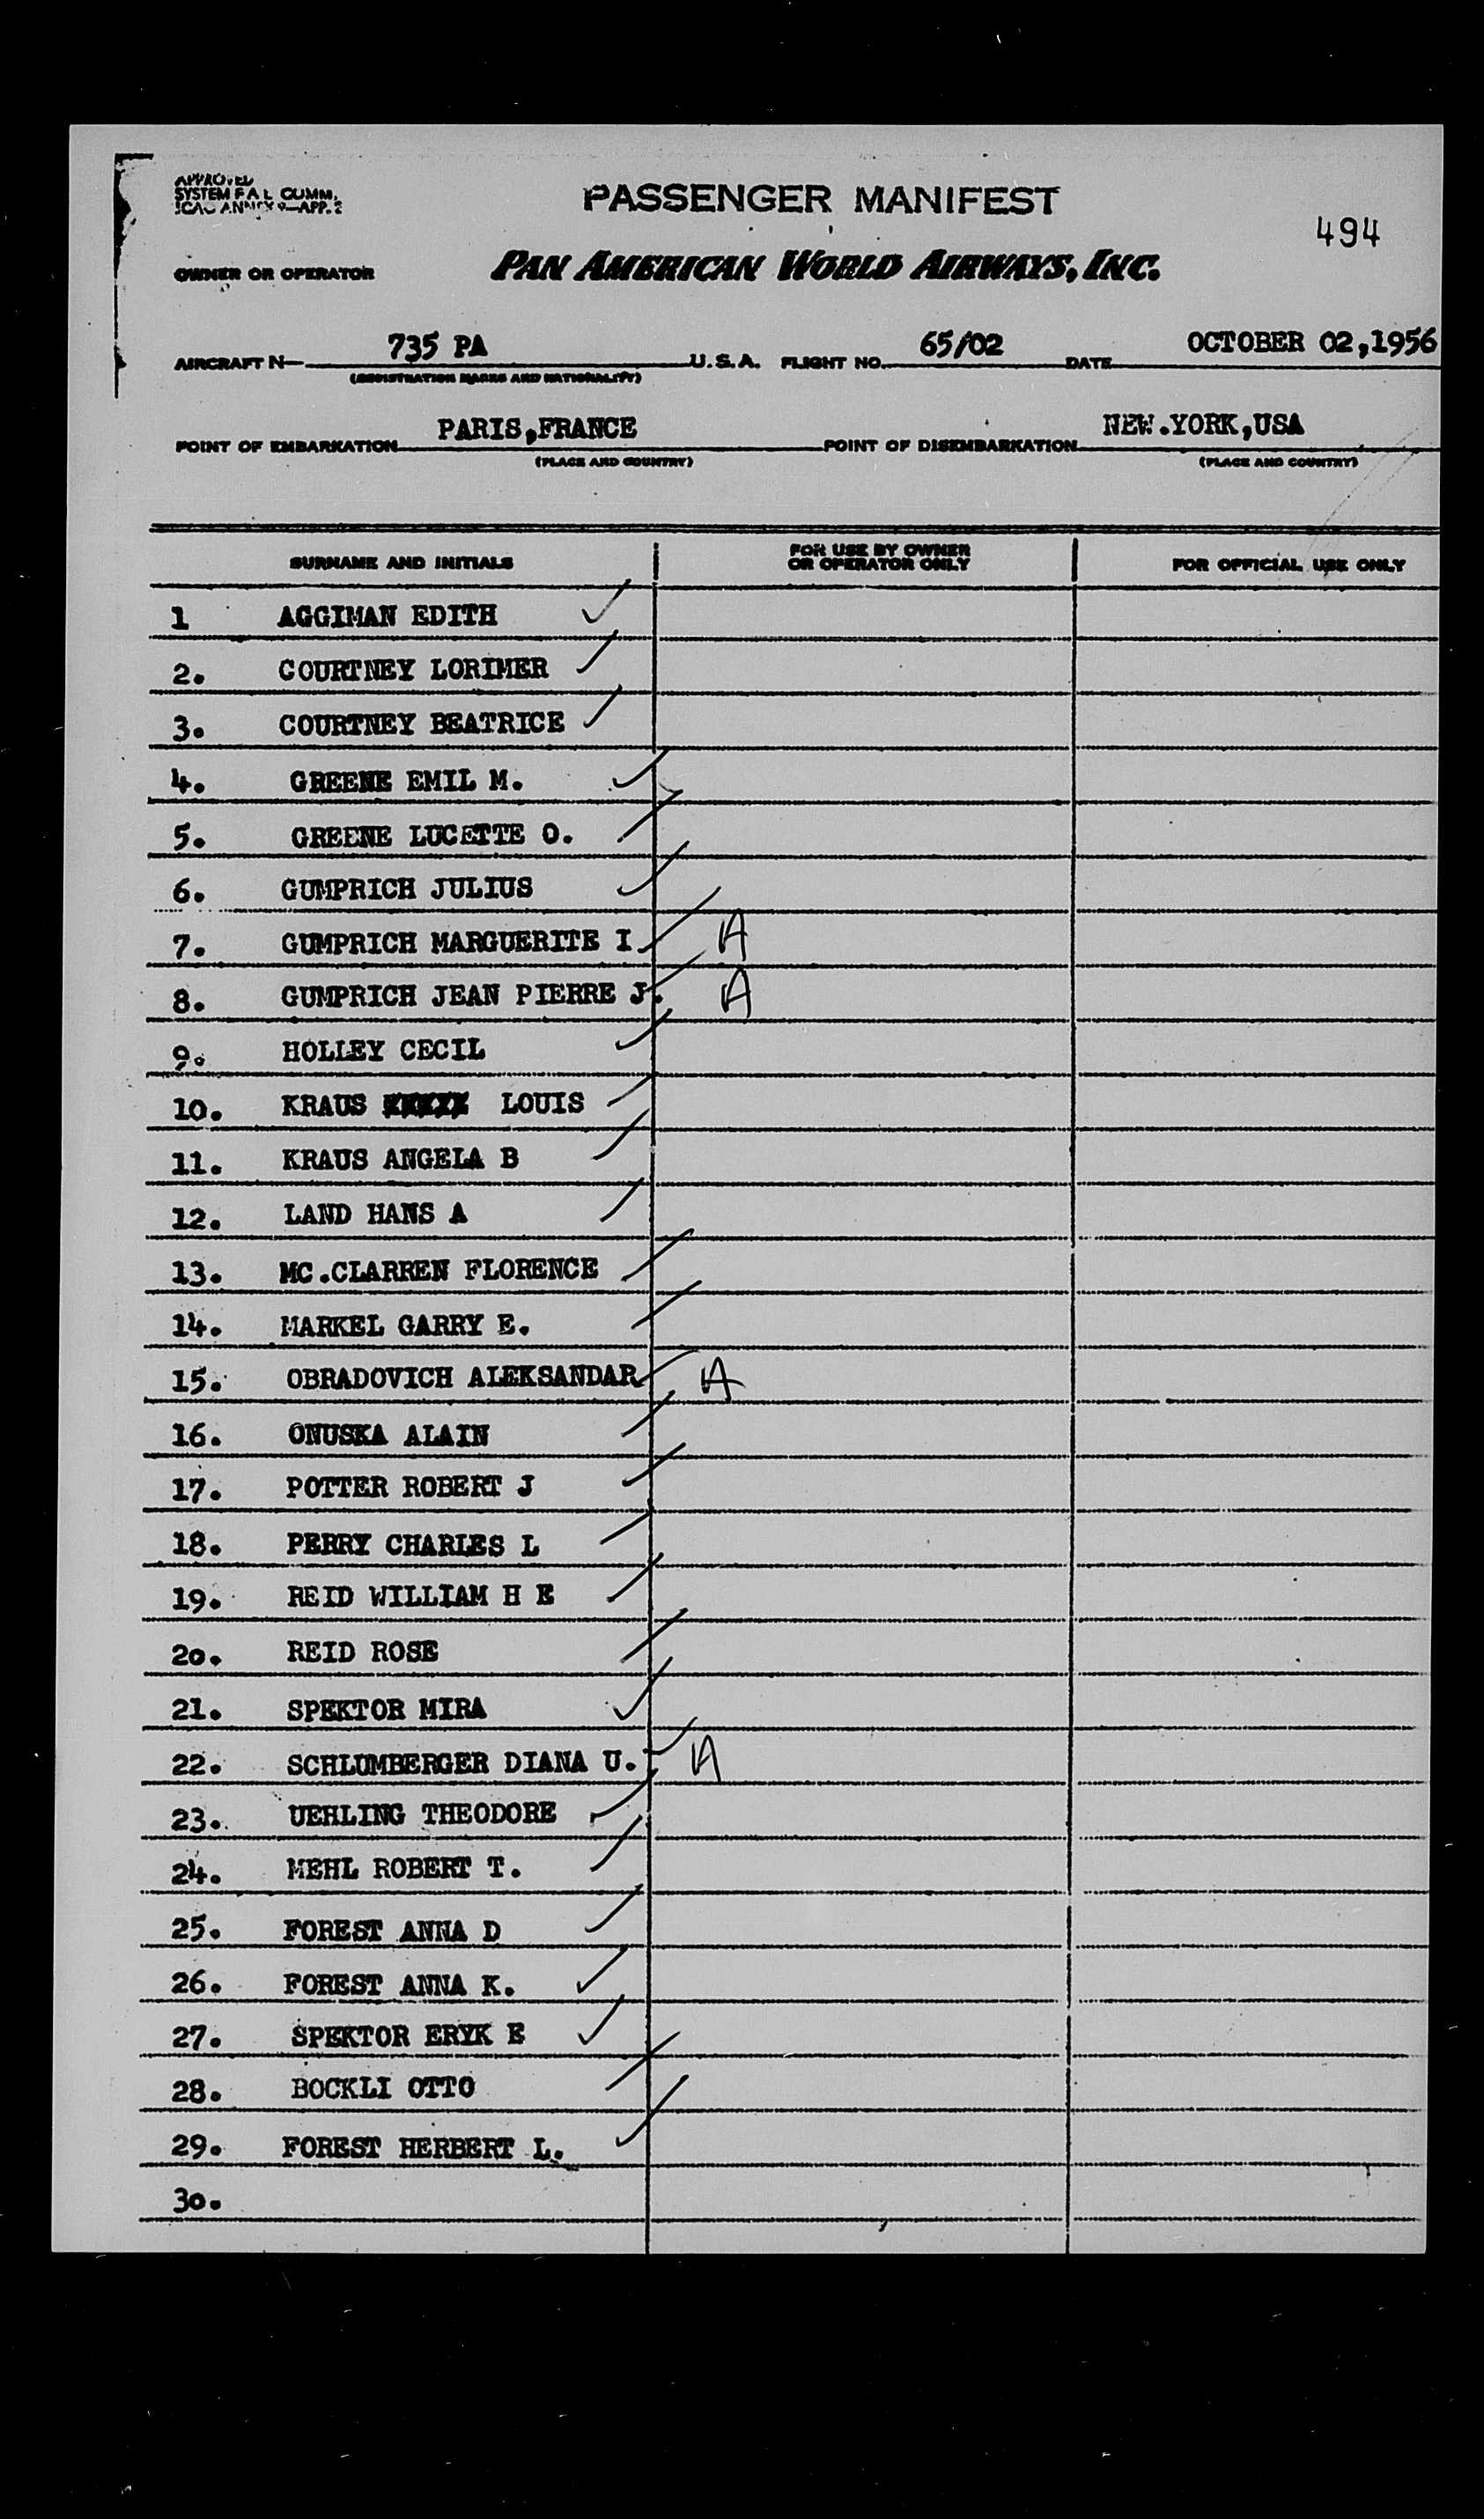 APPROVED
SYSTEM F.A.L. COMM.
ICAO ANNEX 9—APP. 2
PASSENGER MANIFEST
494
OWNER OR OPERATOR PAN AMERICAN WORLD AIRWAYS, INC.
AIRCRAFT N— 735 PA U.S.A. FLIGHT NO. 65/02 DATE OCTOBER 02,1956
(REGISTRATION MARKS AND NATIONALITY)
POINT OF EMBARKATION PARIS,FRANCE POINT OF DISEMBARKATION NEW.YORK,USA
(PLACE AND COUNTRY) (PLACE AND COUNTRY)
SURNAME AND INITIALS FOR USE BY OWNER OR OPERATOR ONLY FOR OFFICIAL USE ONLY
1 AGGIMAN EDITH ✓
2. COURTNEY LORIMER ✓
3. COURTNEY BEATRICE ✓
4. GREENE EMIL M. ✓
5. GREENE LUCETTE O. ✓
6. GUMPRICH JULIUS ✓
7. GUMPRICH MARGUERITE I. ✓ A
8. GUMPRICH JEAN PIERRE J. ✓ A
9. HOLLEY CECIL ✓
10. KRAUS XXXXX LOUIS ✓
11. KRAUS ANGELA B ✓
12. LAND HANS A ✓
13. MC.CLARREN FLORENCE ✓
14. MARKEL GARRY E. ✓
15. OBRADOVICH ALEKSANDAR ✓ A
16. ONUSKA ALAIN ✓
17. POTTER ROBERT J ✓
18. PERRY CHARLES L ✓
19. REID WILLIAM H E ✓
20. REID ROSE ✓
21. SPEKTOR MIRA ✓
22. SCHLUMBERGER DIANA U. ✓ A
23. UEHLING THEODORE ✓
24. MEHL ROBERT T. ✓
25. FOREST ANNA D ✓
26. FOREST ANNA K. ✓
27. SPEKTOR ERYK E ✓
28. BOCKLI OTTO ✓
29. FOREST HERBERT L. ✓
30.